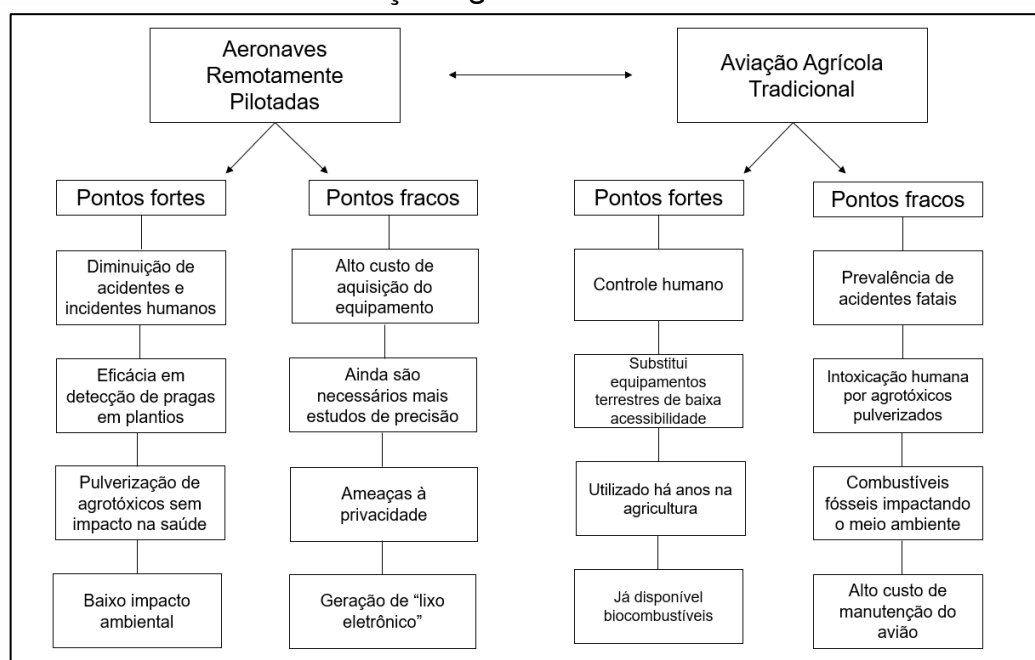 Aeronaves
Remotamente
Pilotadas
Aviação Agrícola
Tradicional
Pontos fortes
Pontos fracos
Pontos fortes
Pontos fracos
Diminuição de
acidentes e
incidentes humanos
Alto custo de
aquisição do
equipamento
Controle humano
Prevalência de
acidentes fatais
Eficácia em
detecção de pragas
em plantios
Ainda são
necessários mais
estudos de precisão
Substitui
equipamentos
terrestres de baixa
acessibilidade
Intoxicação humana
por agrotóxicos
pulverizados
Pulverização de
agrotóxicos sem
impacto na saúde
Ameaças à
privacidade
Utilizado há anos na
agricultura
Combustíveis
fósseis impactando
o meio ambiente
Baixo impacto
ambiental
Geração de “lixo
eletrônico”
Já disponível
biocombustíveis
Alto custo de
manutenção do
avião